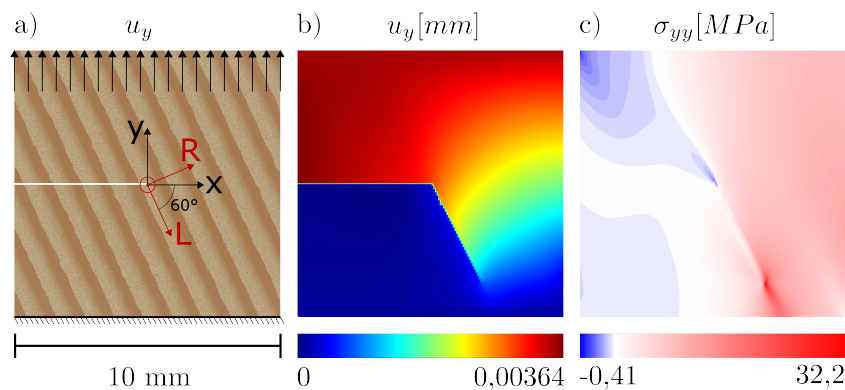 a) u_y
b) u_y[mm]
c) σ_yy[MPa]
y
R
x
60°
L
10 mm
0 0,00364
-0,41 32,2